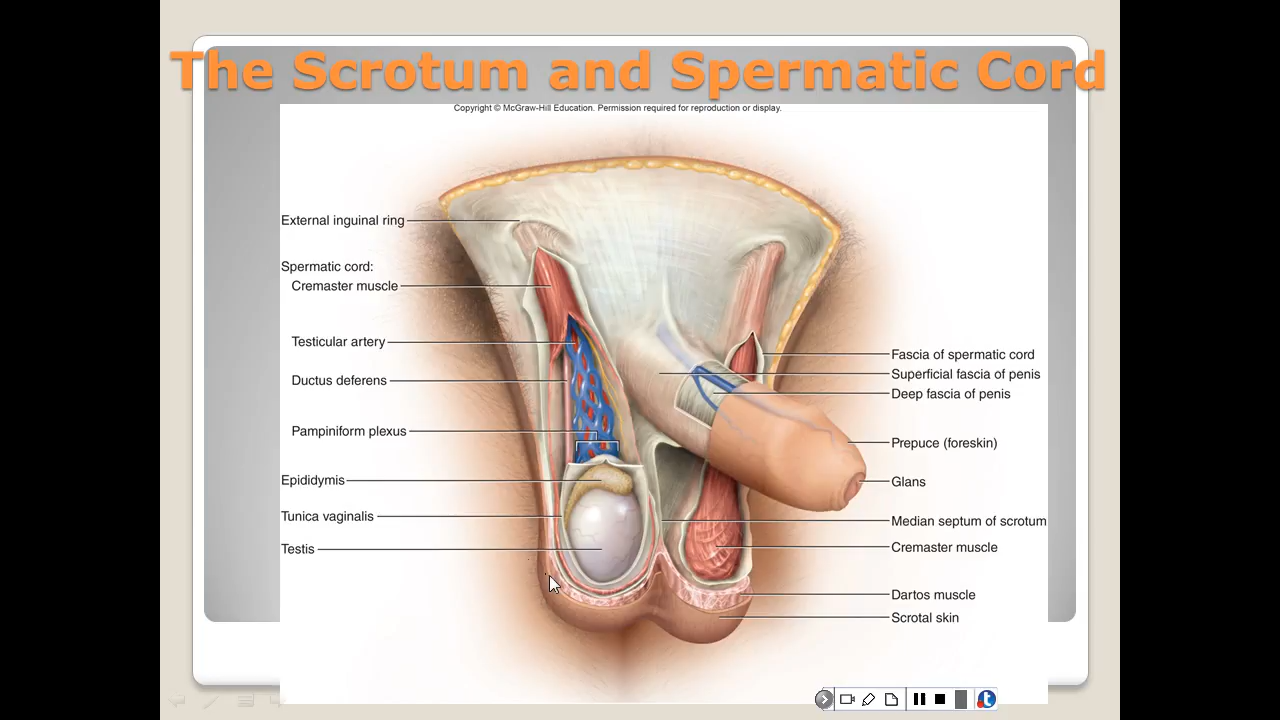 The Scrotum and Spermatic Cord
Copyright © McGraw-Hill Education. Permission required for reproduction or display.
External inguinal ring
Spermatic cord:
Cremaster muscle
Testicular artery
Ductus deferens
Pampiniform plexus
Epididymis
Tunica vaginalis
Testis
Fascia of spermatic cord
Superficial fascia of penis
Deep fascia of penis
Prepuce (foreskin)
Glans
Median septum of scrotum
Cremaster muscle
Dartos muscle
Scrotal skin
t